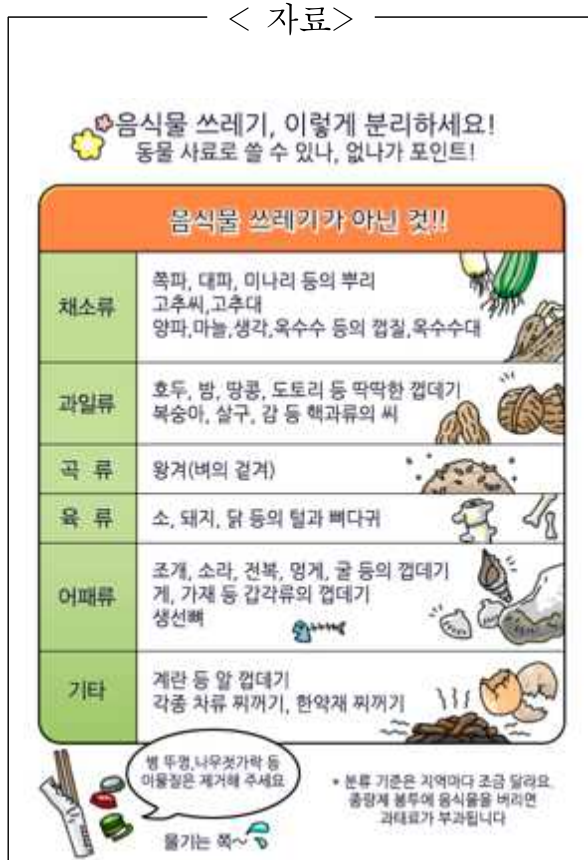 < 자료>
음식물 쓰레기, 이렇게 분리하세요!
동물 사료로 쓸 수 있나, 없나가 포인트!
음식물 쓰레기가 아닌 것!!
채소류
쪽파, 대파, 미나리 등의 뿌리
고추씨,고추대
양파,마늘,생각,옥수수 등의 껍질,옥수수대
과일류
호두, 밤, 땅콩, 도토리 등 딱딱한 껍데기
복숭아, 살구, 감 등 핵과류의 씨
곡 류
왕겨(벼의 겉겨)
육 류
소, 돼지, 닭 등의 털과 뼈다귀
어패류
조개, 소라, 전복, 멍게, 굴 등의 껍데기
게, 가재 등 갑각류의 껍데기
생선뼈
기타
계란 등 알 껍데기
각종 차류 찌꺼기, 한약재 찌꺼기
병 뚜껑,나무젓가락 등
이물질은 제거해 주세요
물기는 쪽~
* 분류 기준은 지역마다 조금 달라요.
종량제 봉투에 음식물을 버리면
과태료가 부과됩니다